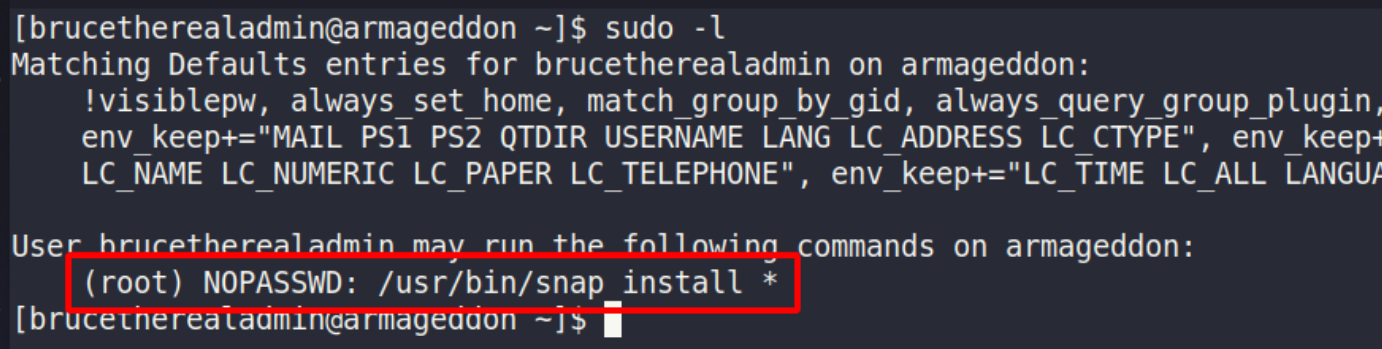 [brucetherealadmin@armageddon ~]$ sudo -l
Matching Defaults entries for brucetherealadmin on armageddon:
    !visiblepw, always_set_home, match_group_by_gid, always_query_group_plugin,
    env_keep+="MAIL PS1 PS2 QTDIR USERNAME LANG LC_ADDRESS LC_CTYPE", env_keep+
    LC_NAME LC_NUMERIC LC_PAPER LC_TELEPHONE", env_keep+="LC_TIME LC_ALL LANGUA
User brucetherealadmin may run the following commands on armageddon:
    (root) NOPASSWD: /usr/bin/snap install *
[brucetherealadmin@armageddon ~]$